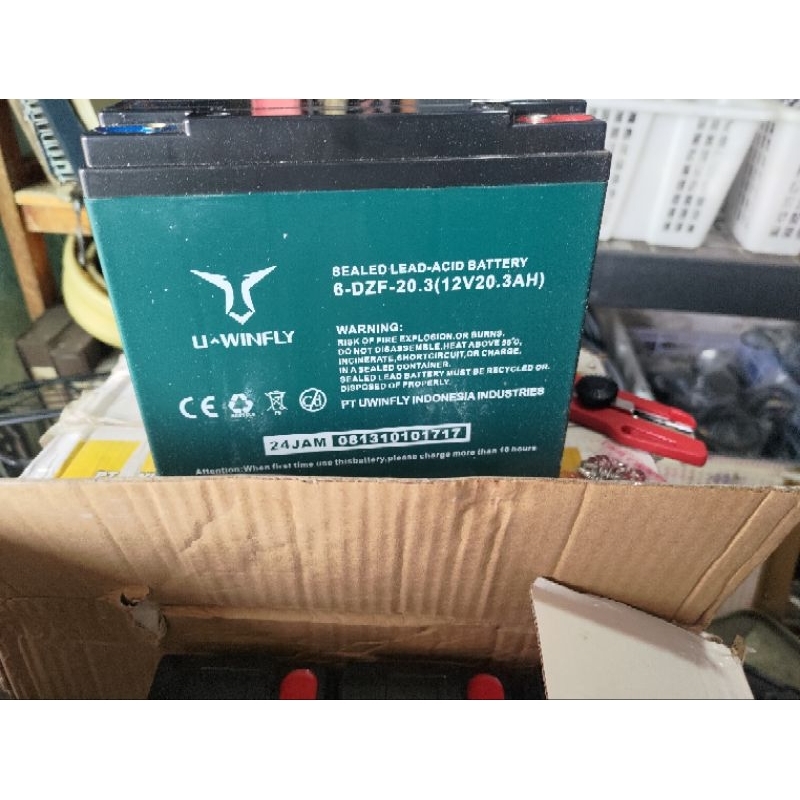 SEALED LEAD-ACID BATTERY
6-DZF-20.3(12V20.3AH)
U-WINFLY
WARNING:
RISK OF FIRE EXPLOSION.OR BURNS.
DO NOT DISASSEMBLE.HEAT ABOVE 50°C,
INCINERATE,SHORTCIRCUIT,OR CHARGE,
IN A SEALED CONTAINER.
SEALED LEAD BATTERY MUST BE RECYCLED OR
DISPOSED OF PROPERLY.
CE
PT UWINFLY INDONESIA INDUSTRIES
24JAM 081310101717
Attention:When first time use thisbattery,please charge more than 10 hours